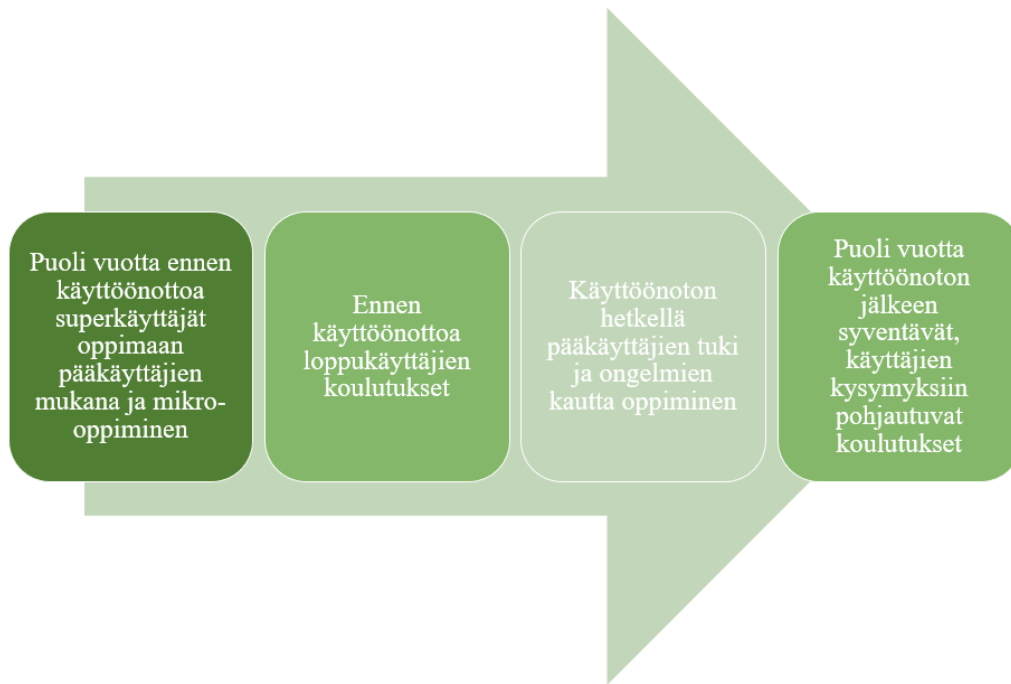 Puoli vuotta ennen
käyttöönottoa
superkäyttäjät
oppimaan
pääkäyttäjien
mukana ja mikro-
oppiminen
Ennen
käyttöönottoa
loppukäyttäjien
koulutukset
Käyttöönoton
hetkellä
pääkäyttäjien tuki
ja ongelmien
kautta oppiminen
Puoli vuotta
käyttöönoton
jälkeen
syventävät,
käyttäjien
kysymyksiin
pohjautuvat
koulutukset